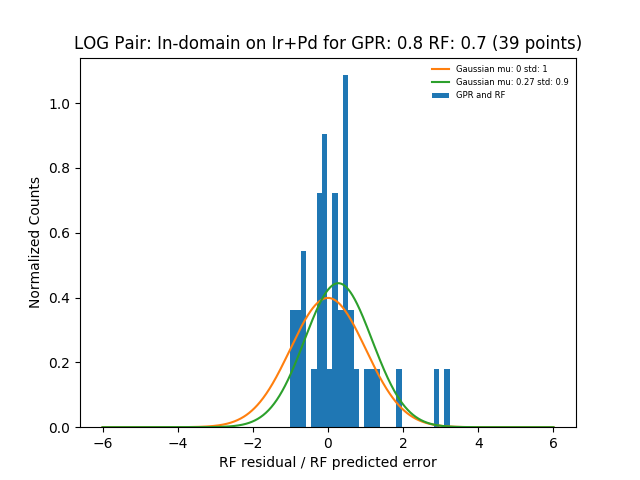 LOG Pair: In-domain on Ir+Pd for GPR: 0.8 RF: 0.7 (39 points)
Gaussian mu: 0 std: 1
Gaussian mu: 0.27 std: 0.9
GPR and RF
Normalized Counts
1.0
0.8
0.6
0.4
0.2
0.0
−6 −4 −2 0 2 4 6
RF residual / RF predicted error